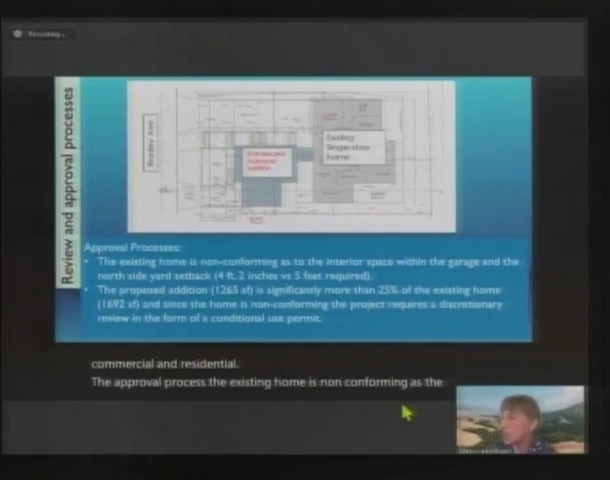 Recording...
Review and approval processes
Bradley Ave
Existing
Single-story
home
addition
Approval Processes:
• The existing home is non-conforming as to the interior space within the garage and the
north side yard setback (4 ft, 2 inches vs 5 feet required).
• The proposed addition (1265 sf) is significantly more than 25% of the existing home
(1692 sf) and since the home is non-conforming the project requires a discretionary
review in the form of a conditional use permit.
commercial and residential.
The approval process the existing home is non conforming as the